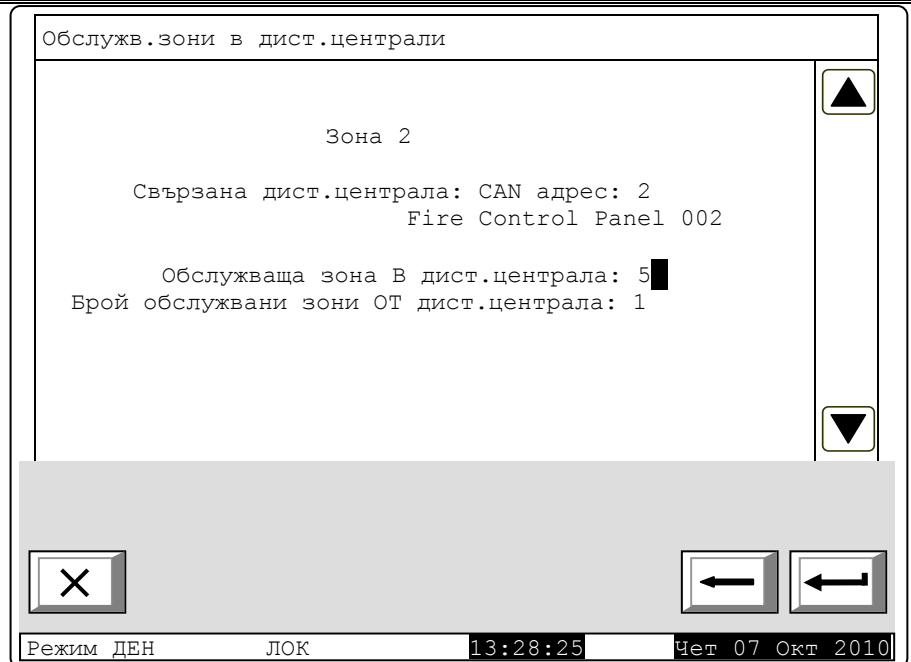 Обслужв.зони в дист.централи
Зона 2
Свързана дист.централа: CAN адрес: 2
Fire Control Panel 002
Обслужваща зона В дист.централа: 5
Брой обслужвани зони ОТ дист.централа: 1
Режим ДЕН ЛОК 13:28:25 Чет 07 Окт 2010